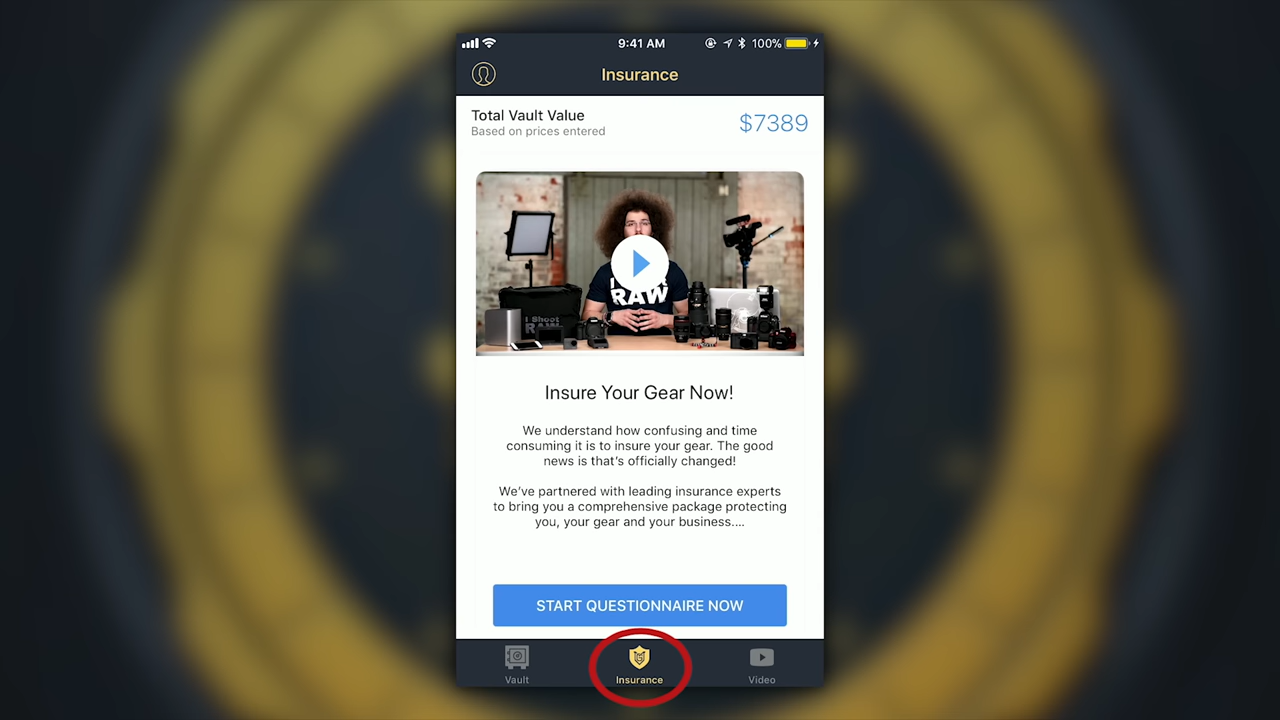 9:41 AM
100%
Insurance
Total Vault Value
Based on prices entered
$7389
I Shoot
RAW
RAW
Insure Your Gear Now!
We understand how confusing and time
consuming it is to insure your gear. The good
news is that's officially changed!
We've partnered with leading insurance experts
to bring you a comprehensive package protecting
you, your gear and your business....
START QUESTIONNAIRE NOW
Vault
Insurance
Video